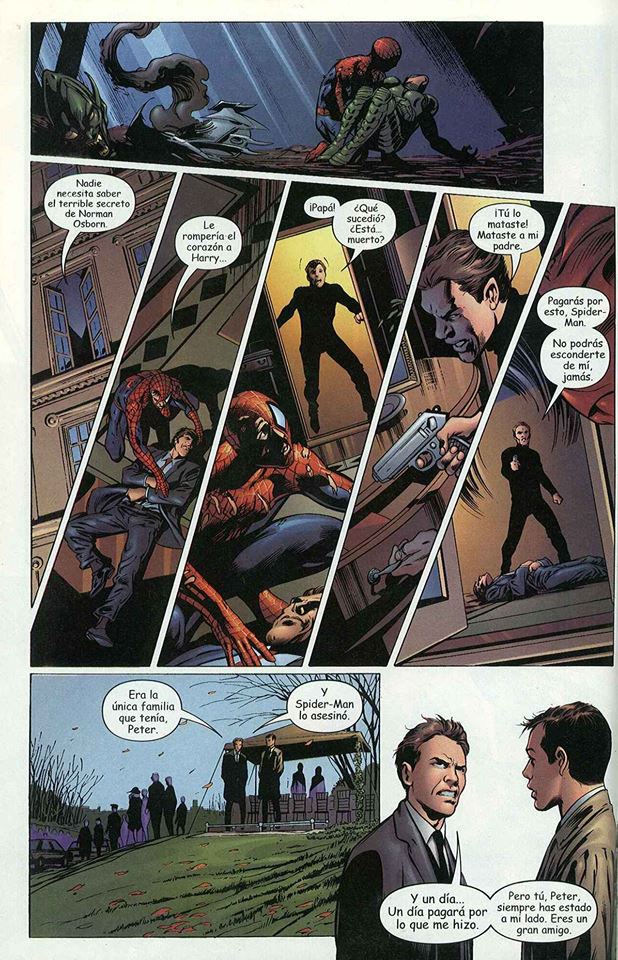 Nadie
necesita saber
el terrible secreto
de Norman
Osborn.
Le
rompería el
corazón a
Harry...
¡Papá!
¿Qué
sucedió?
¿Está...
muerto?
¡Tú lo
mataste!
Mataste a mi
padre.
Pagarás por
esto, Spider-
Man.
No podrás
esconderte
de mí,
jamás.
Era la
única familia
que tenía,
Peter.
Y
Spider-Man
lo asesinó.
Y un día...
Un día pagará por
lo que me hizo.
Pero tú, Peter,
siempre has estado
a mi lado. Eres un
gran amigo.